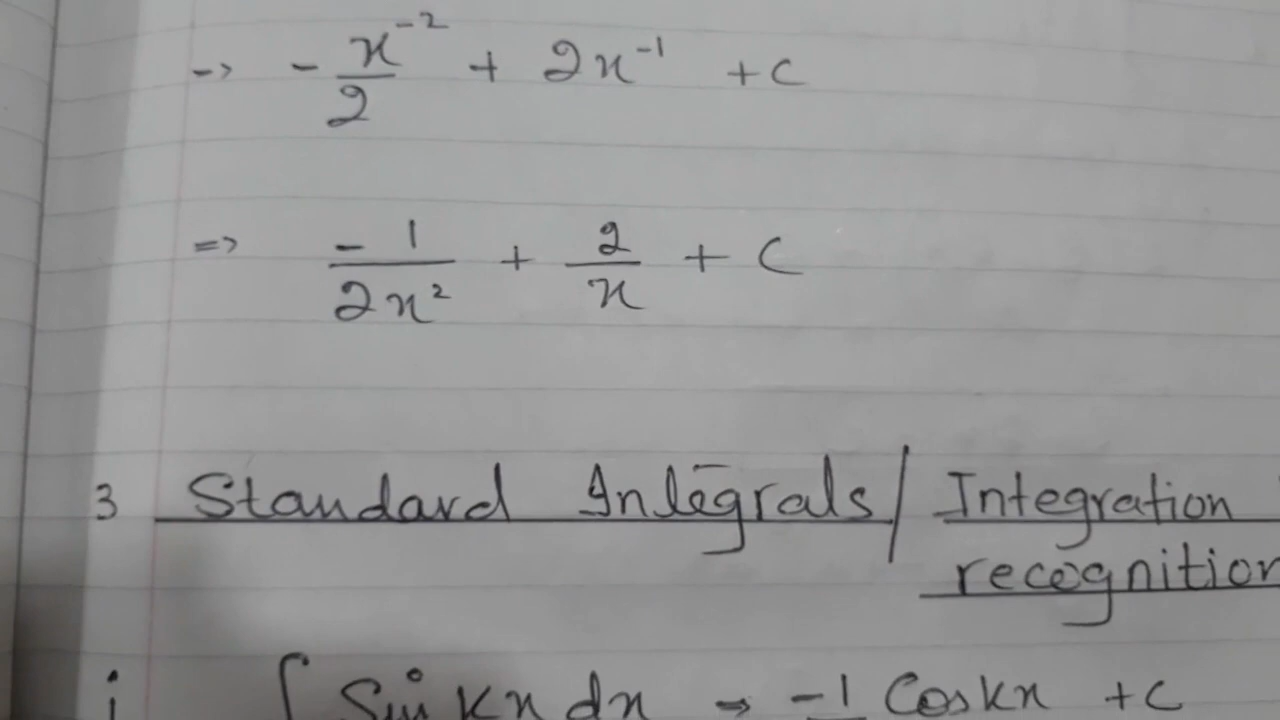 -> - x⁻²/2 + 2x⁻¹ + C
=> -1/2x² + 2/x + C
3 Standard Integrals/ Integration
recognition
i ∫ Sin kx dx → -1 Cos kx + C